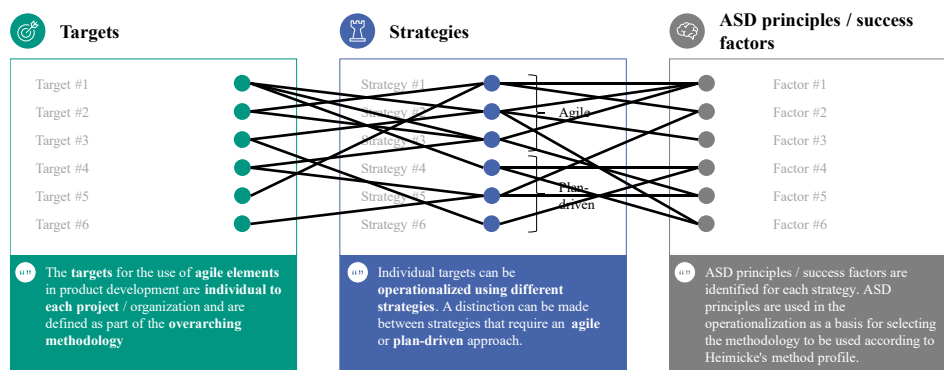 Targets
Strategies
ASD principles / success
factors
Target #1
Target #2
Target #3
Target #4
Target #5
Target #6
Strategy #1
Strategy #2
Strategy #3
Strategy #4
Strategy #5
Strategy #6
Agile
Plan-
driven
Factor #1
Factor #2
Factor #3
Factor #4
Factor #5
Factor #6
The targets for the use of agile elements
in product development are individual to
each project / organization and are
defined as part of the overarching
methodology
Individual targets can be
operationalized using different
strategies. A distinction can be made
between strategies that require an agile
or plan-driven approach.
ASD principles / success factors are
identified for each strategy. ASD
principles are used in the
operationalization as a basis for selecting
the methodology to be used according to
Heimicke's method profile.